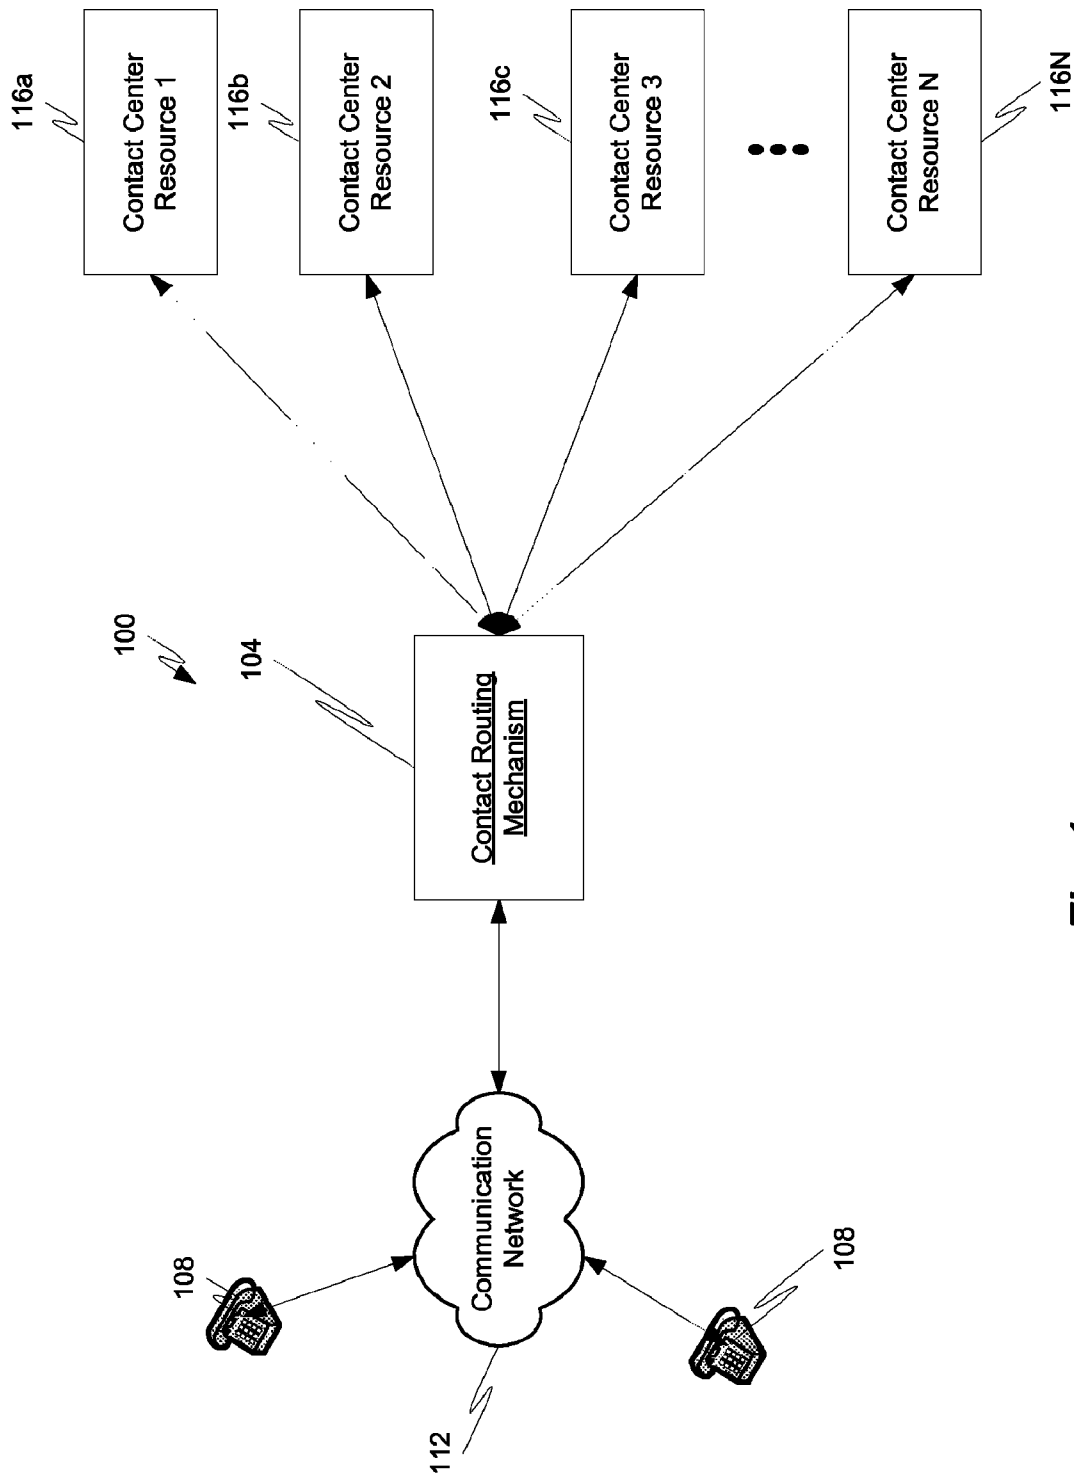 100
108
108
112
Communication
Network
104
Contact Routing
Mechanism
116a
Contact Center
Resource 1
116b
Contact Center
Resource 2
116c
Contact Center
Resource 3
116N
Contact Center
Resource N